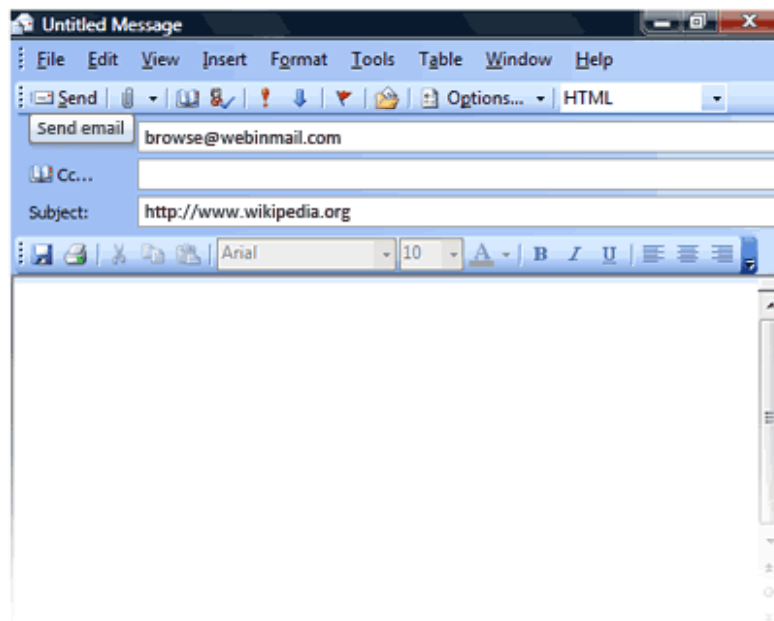 Untitled Message
File Edit View Insert Format Tools Table Window Help
Send Options... HTML
Send email browse@webinmail.com
Cc...
Subject: http://www.wikipedia.org
Arial 10 A B I U